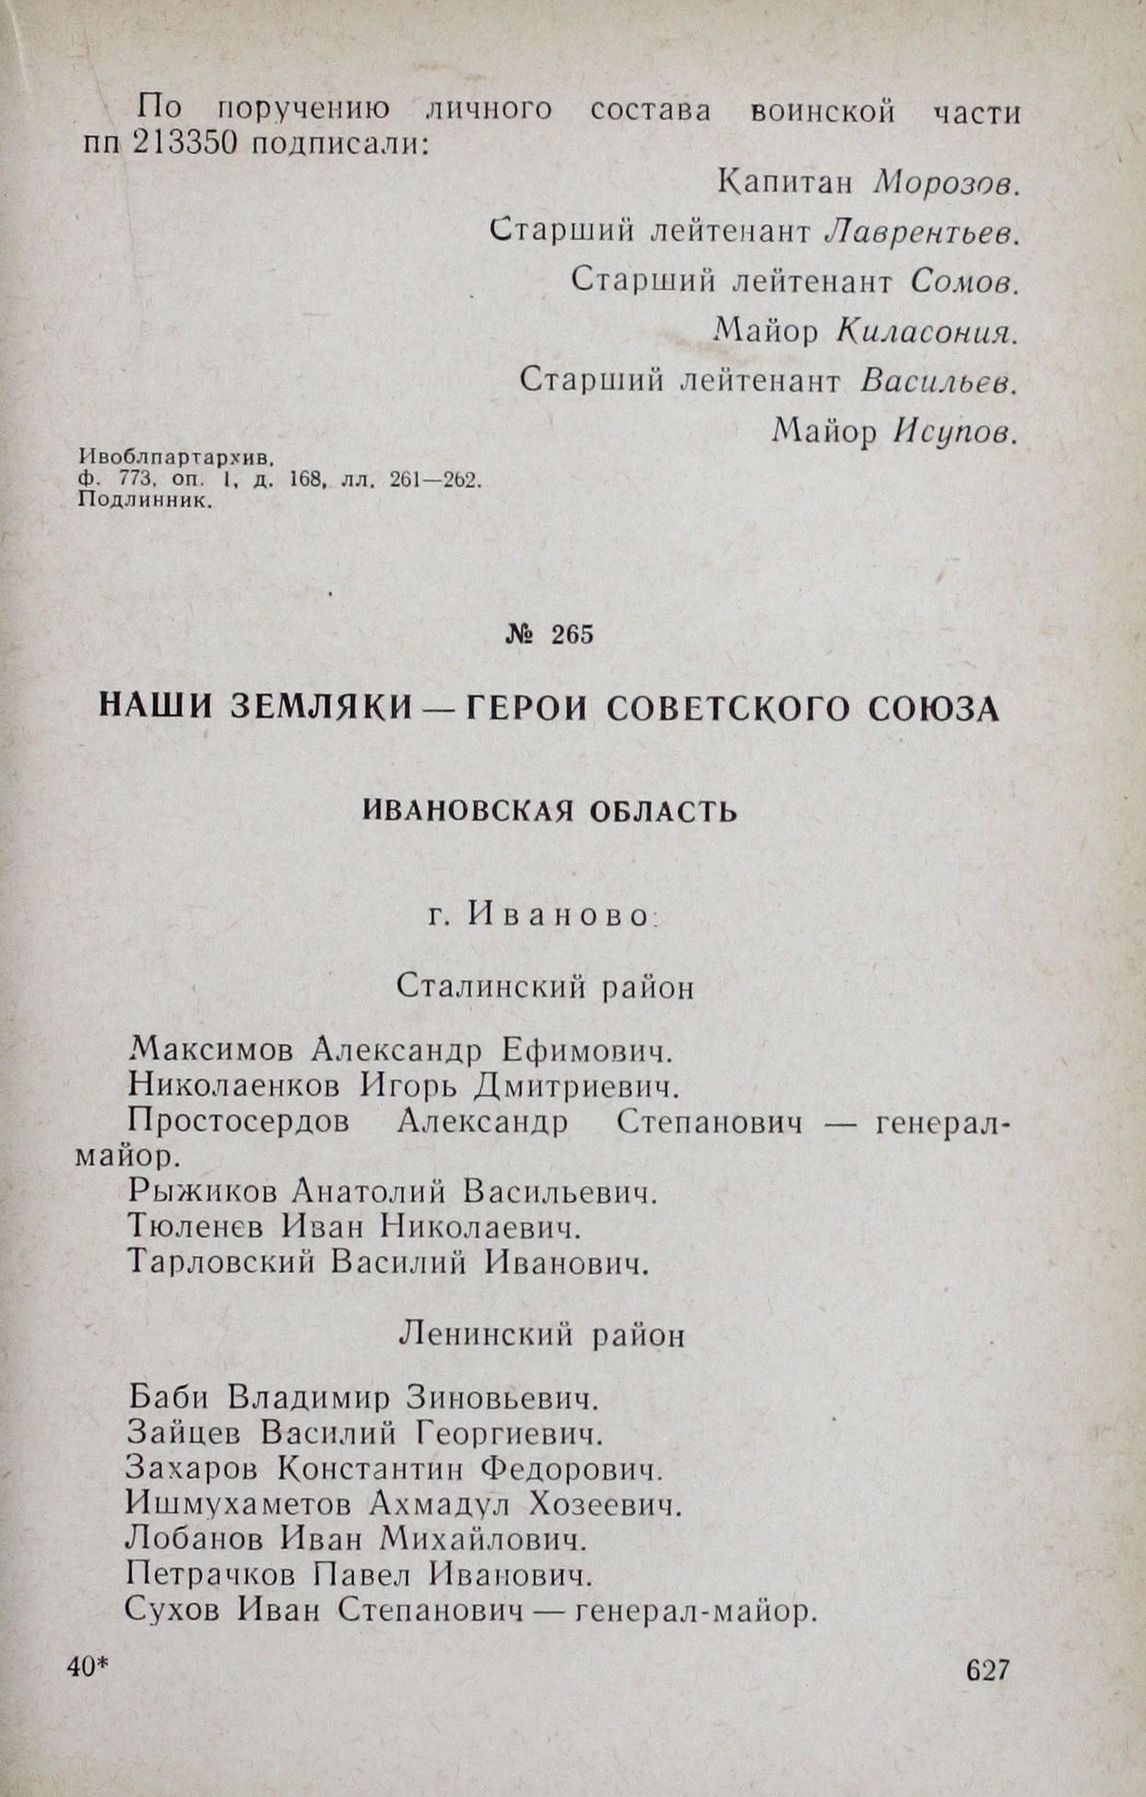 По поручению личного состава воинской части
пп 213350 подписали:
Капитан Морозов.
Старший лейтенант Лаврентьев.
Старший лейтенант Сомов.
Майор Киласония.
Старший лейтенант Васильев.
Майор Исупов.
Ивоблпартархив,
ф. 773, оп. 1, д. 168, лл. 261—262.
Подлинник.
№ 265
НАШИ ЗЕМЛЯКИ — ГЕРОИ СОВЕТСКОГО СОЮЗА
ИВАНОВСКАЯ ОБЛАСТЬ
г. Иваново
Сталинский район
Максимов Александр Ефимович.
Николаенков Игорь Дмитриевич.
Простосердов Александр Степанович — генерал-
майор.
Рыжиков Анатолий Васильевич.
Тюленев Иван Николаевич.
Тарловский Василий Иванович.
Ленинский район
Баби Владимир Зиновьевич.
Зайцев Василий Георгиевич.
Захаров Константин Федорович.
Ишмухаметов Ахмадул Хозеевич.
Лобанов Иван Михайлович.
Петрачков Павел Иванович.
Сухов Иван Степанович — генерал-майор.
40*
627